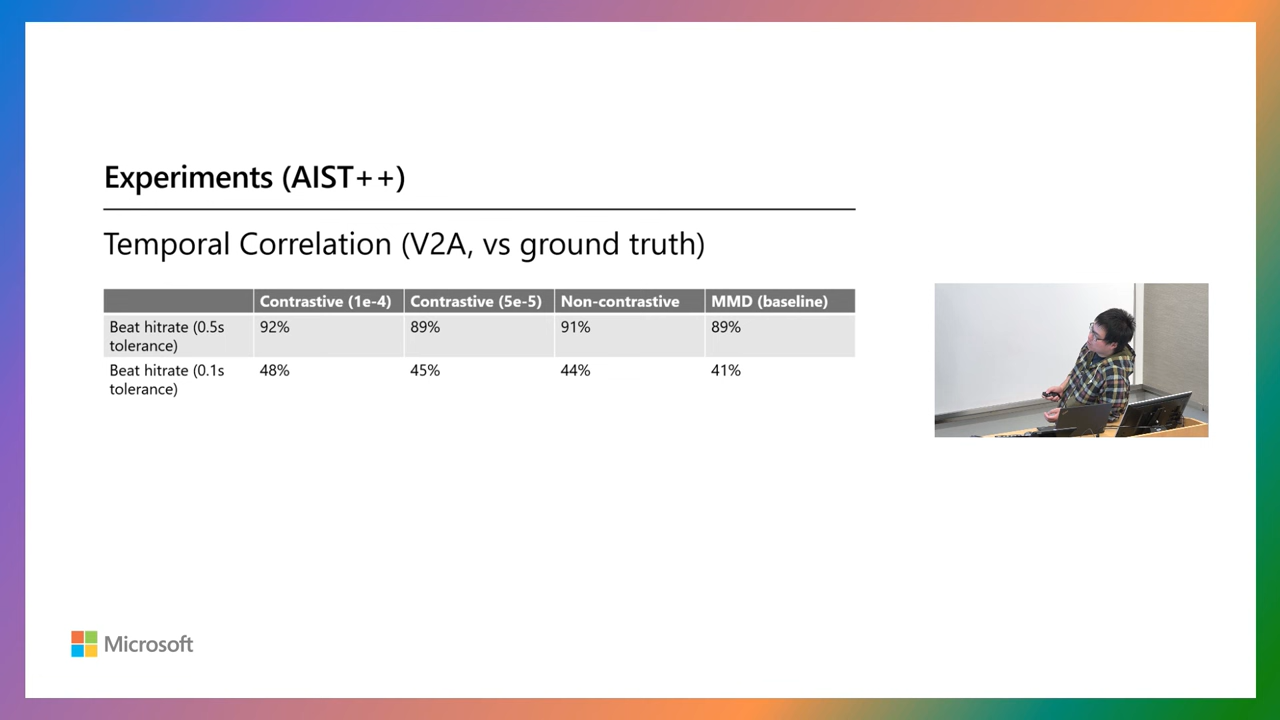 Experiments (AIST++)
Temporal Correlation (V2A, vs ground truth)
Contrastive (1e-4) Contrastive (5e-5) Non-contrastive MMD (baseline)
Beat hitrate (0.5s 92% 89% 91% 89%
tolerance)
Beat hitrate (0.1s 48% 45% 44% 41%
tolerance)
Microsoft